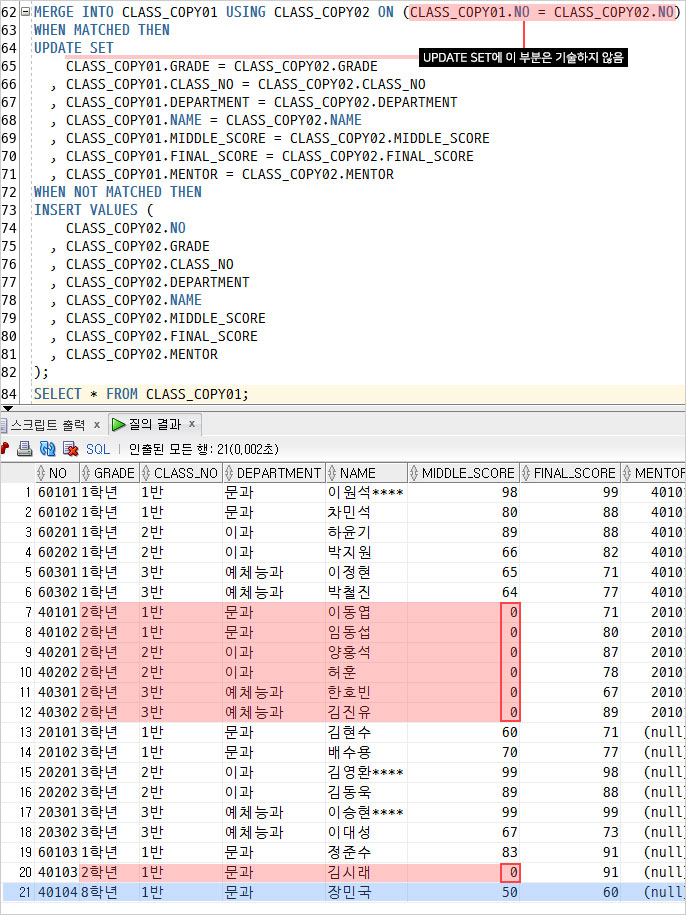 62 MERGE INTO CLASS_COPY01 USING CLASS_COPY02 ON (CLASS_COPY01.NO = CLASS_COPY02.NO)
63 WHEN MATCHED THEN
64 UPDATE SET
UPDATE SET에 이 부분은 기술하지 않음
65 CLASS_COPY01.GRADE = CLASS_COPY02.GRADE
66 , CLASS_COPY01.CLASS_NO = CLASS_COPY02.CLASS_NO
67 , CLASS_COPY01.DEPARTMENT = CLASS_COPY02.DEPARTMENT
68 , CLASS_COPY01.NAME = CLASS_COPY02.NAME
69 , CLASS_COPY01.MIDDLE_SCORE = CLASS_COPY02.MIDDLE_SCORE
70 , CLASS_COPY01.FINAL_SCORE = CLASS_COPY02.FINAL_SCORE
71 , CLASS_COPY01.MENTOR = CLASS_COPY02.MENTOR
72 WHEN NOT MATCHED THEN
73 INSERT VALUES (
74 CLASS_COPY02.NO
75 , CLASS_COPY02.GRADE
76 , CLASS_COPY02.CLASS_NO
77 , CLASS_COPY02.DEPARTMENT
78 , CLASS_COPY02.NAME
79 , CLASS_COPY02.MIDDLE_SCORE
80 , CLASS_COPY02.FINAL_SCORE
81 , CLASS_COPY02.MENTOR
82 );
84 SELECT * FROM CLASS_COPY01;
스크립트 출력 x 질의 결과 x
SQL | 인출된 모든 행: 21(0,002초)
NO GRADE CLASS_NO DEPARTMENT NAME MIDDLE_SCORE FINAL_SCORE MENTOR
1 60101 1학년 1반 문과 이원석**** 98 99 4010
2 60102 1학년 1반 문과 차민석 80 88 4010
3 60201 1학년 2반 이과 하윤기 89 88 4010
4 60202 1학년 2반 이과 박지원 66 82 4010
5 60301 1학년 3반 예체능과 이정현 65 71 4010
6 60302 1학년 3반 예체능과 박철진 64 77 4010
7 40101 2학년 1반 문과 이동엽 0 71 2010
8 40102 2학년 1반 문과 임동섭 0 80 2010
9 40201 2학년 2반 이과 양홍석 0 87 2010
10 40202 2학년 2반 이과 허훈 0 78 2010
11 40301 2학년 3반 예체능과 한호빈 0 67 2010
12 40302 2학년 3반 예체능과 김진유 0 89 2010
13 20101 3학년 1반 문과 김현수 60 71 (null
14 20102 3학년 1반 문과 배수용 70 77 (null
15 20201 3학년 2반 이과 김영환**** 99 98 (null
16 20202 3학년 2반 이과 김동욱 89 88 (null
17 20301 3학년 3반 예체능과 이승현**** 99 99 (null
18 20302 3학년 3반 예체능과 이대성 67 73 (null
19 60103 1학년 1반 문과 정준수 83 91 4010
20 40103 2학년 1반 문과 김시래 0 91 2010
21 40104 8학년 1반 문과 장민국 50 60 2010